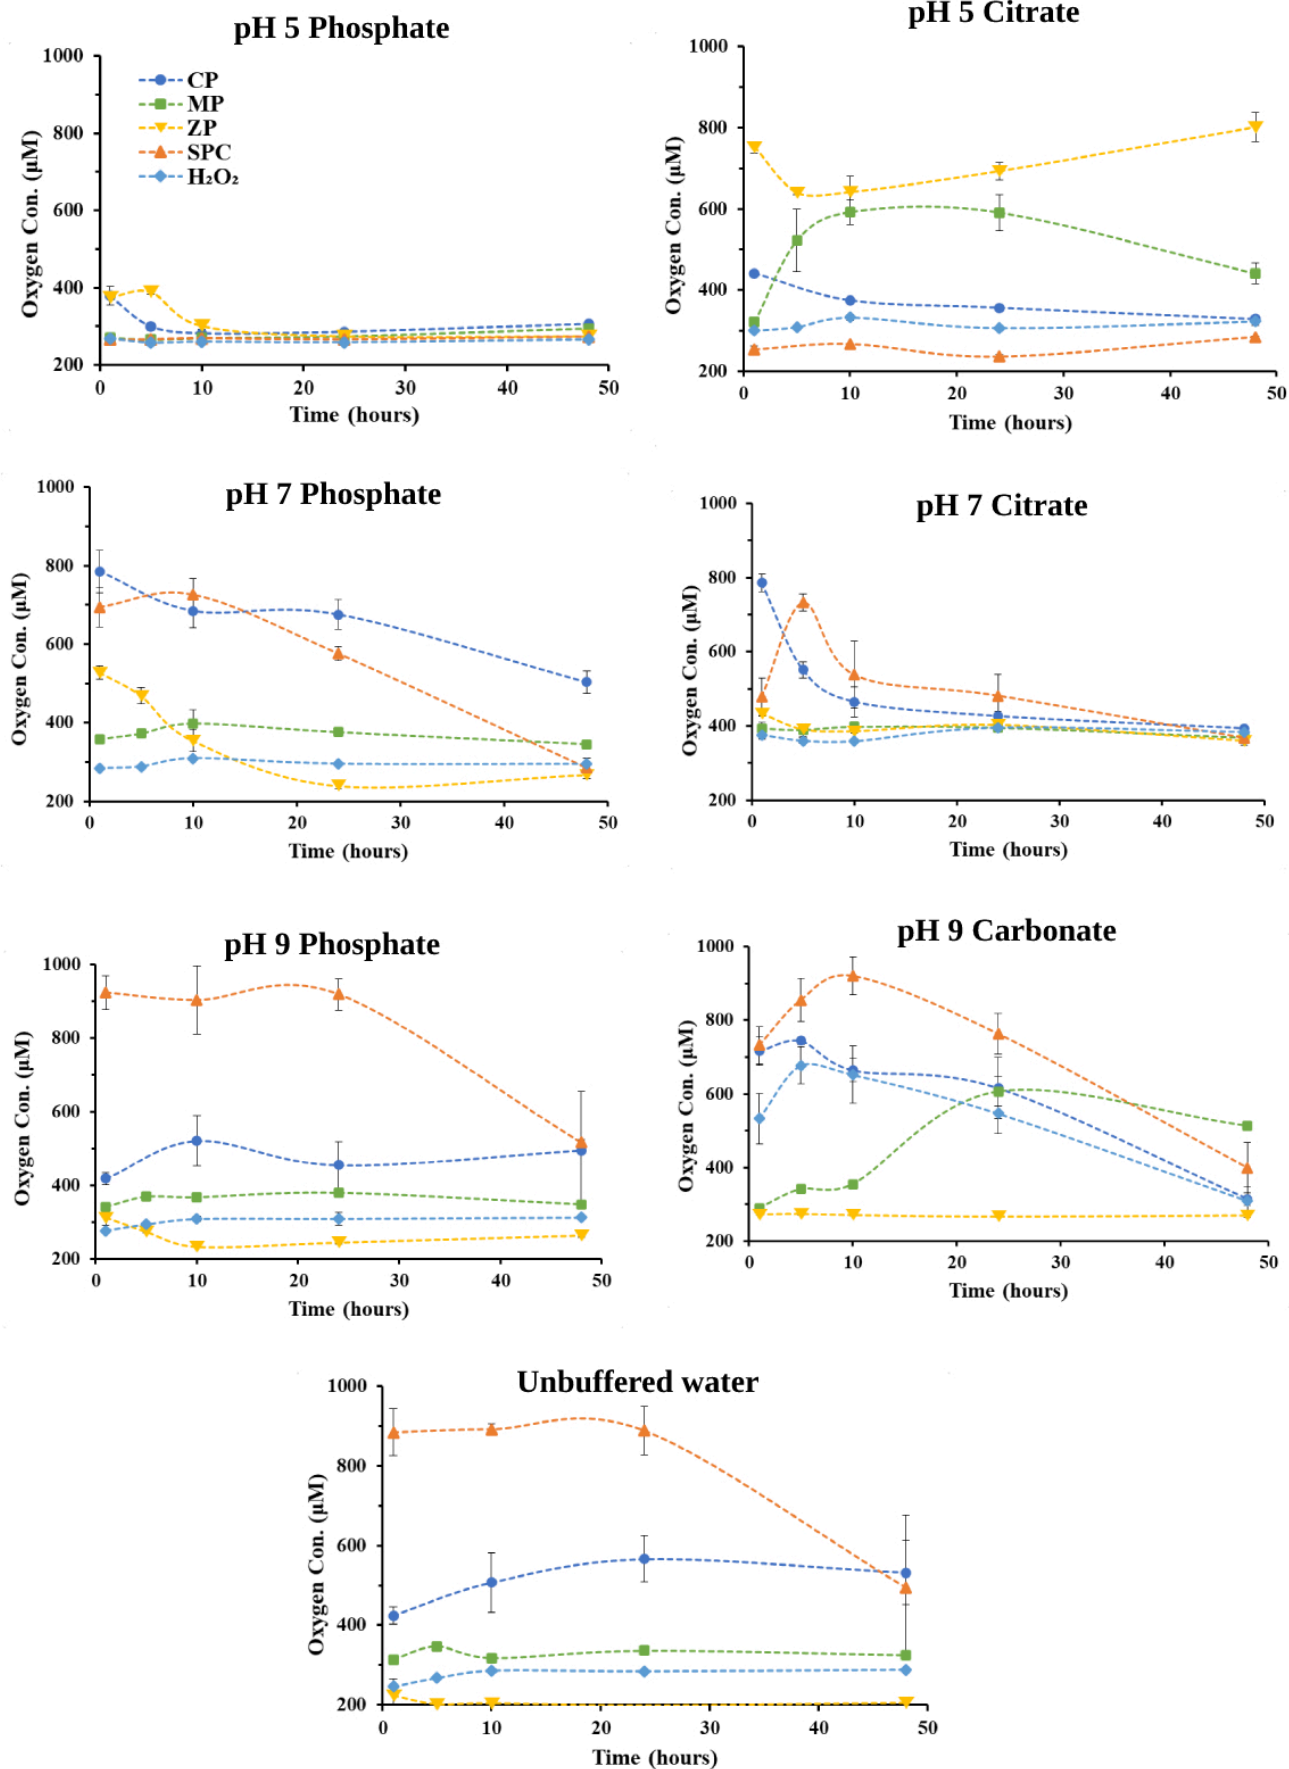 pH 5 Phosphate
1000
800
600
400
200
0 10 20 30 40 50
Oxygen Con. (μM)
Time (hours)
CP
MP
ZP
SPC
H₂O₂
pH 5 Citrate
1000
800
600
400
200
0 10 20 30 40 50
Oxygen Con. (μM)
Time (hours)
pH 7 Phosphate
1000
800
600
400
200
0 10 20 30 40 50
Oxygen Con. (μM)
Time (hours)
pH 7 Citrate
1000
800
600
400
200
0 10 20 30 40 50
Oxygen Con. (μM)
Time (hours)
pH 9 Phosphate
1000
800
600
400
200
0 10 20 30 40 50
Oxygen Con. (μM)
Time (hours)
pH 9 Carbonate
1000
800
600
400
200
0 10 20 30 40 50
Oxygen Con. (μM)
Time (hours)
Unbuffered water
1000
800
600
400
200
0 10 20 30 40 50
Oxygen Con. (μM)
Time (hours)